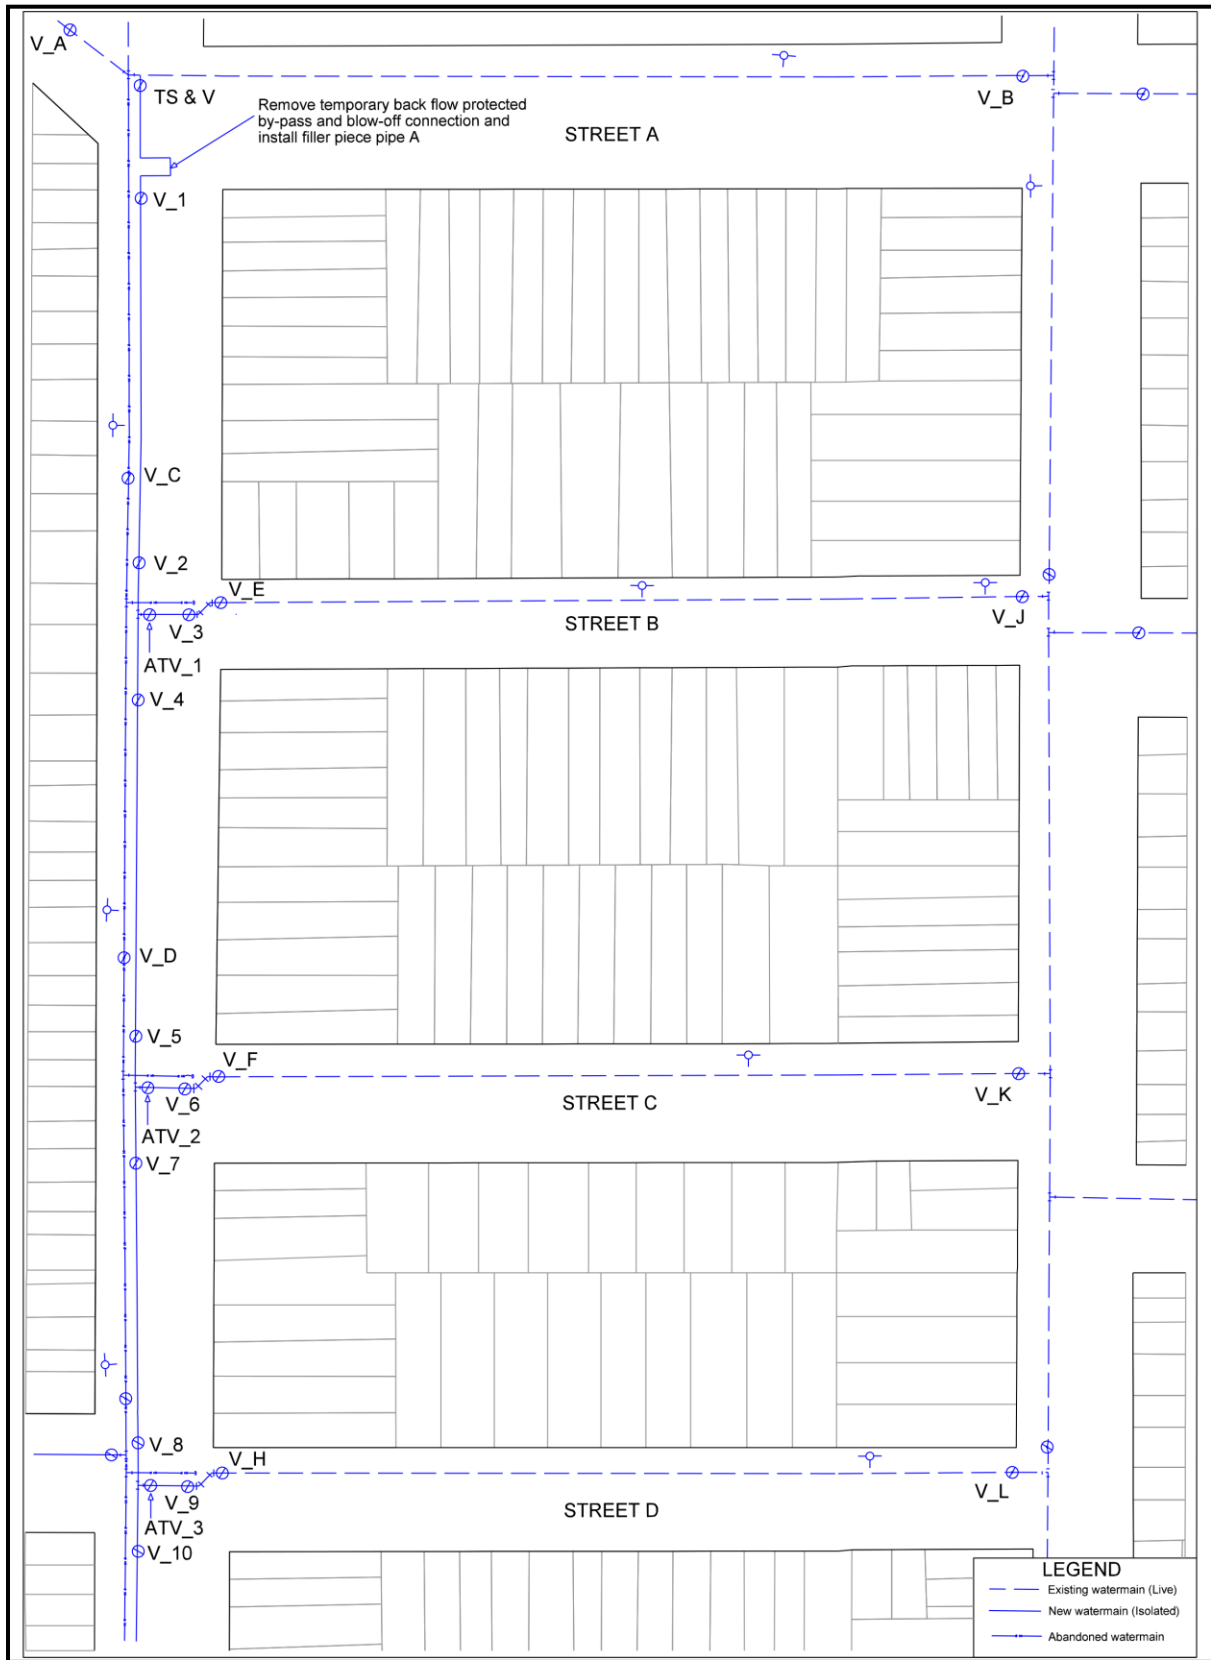 V_A
TS & V
V_B
Remove temporary back flow protected
by-pass and blow-off connection and
install filler piece pipe A
STREET A
V_1
V_C
V_2
V_E
V_3
V_J
STREET B
ATV_1
V_4
V_D
V_5
V_F
V_6
V_K
STREET C
ATV_2
V_7
V_8
V_H
V_9
V_L
STREET D
ATV_3
V_10
LEGEND
Existing watermain (Live)
New watermain (Isolated)
Abandoned watermain